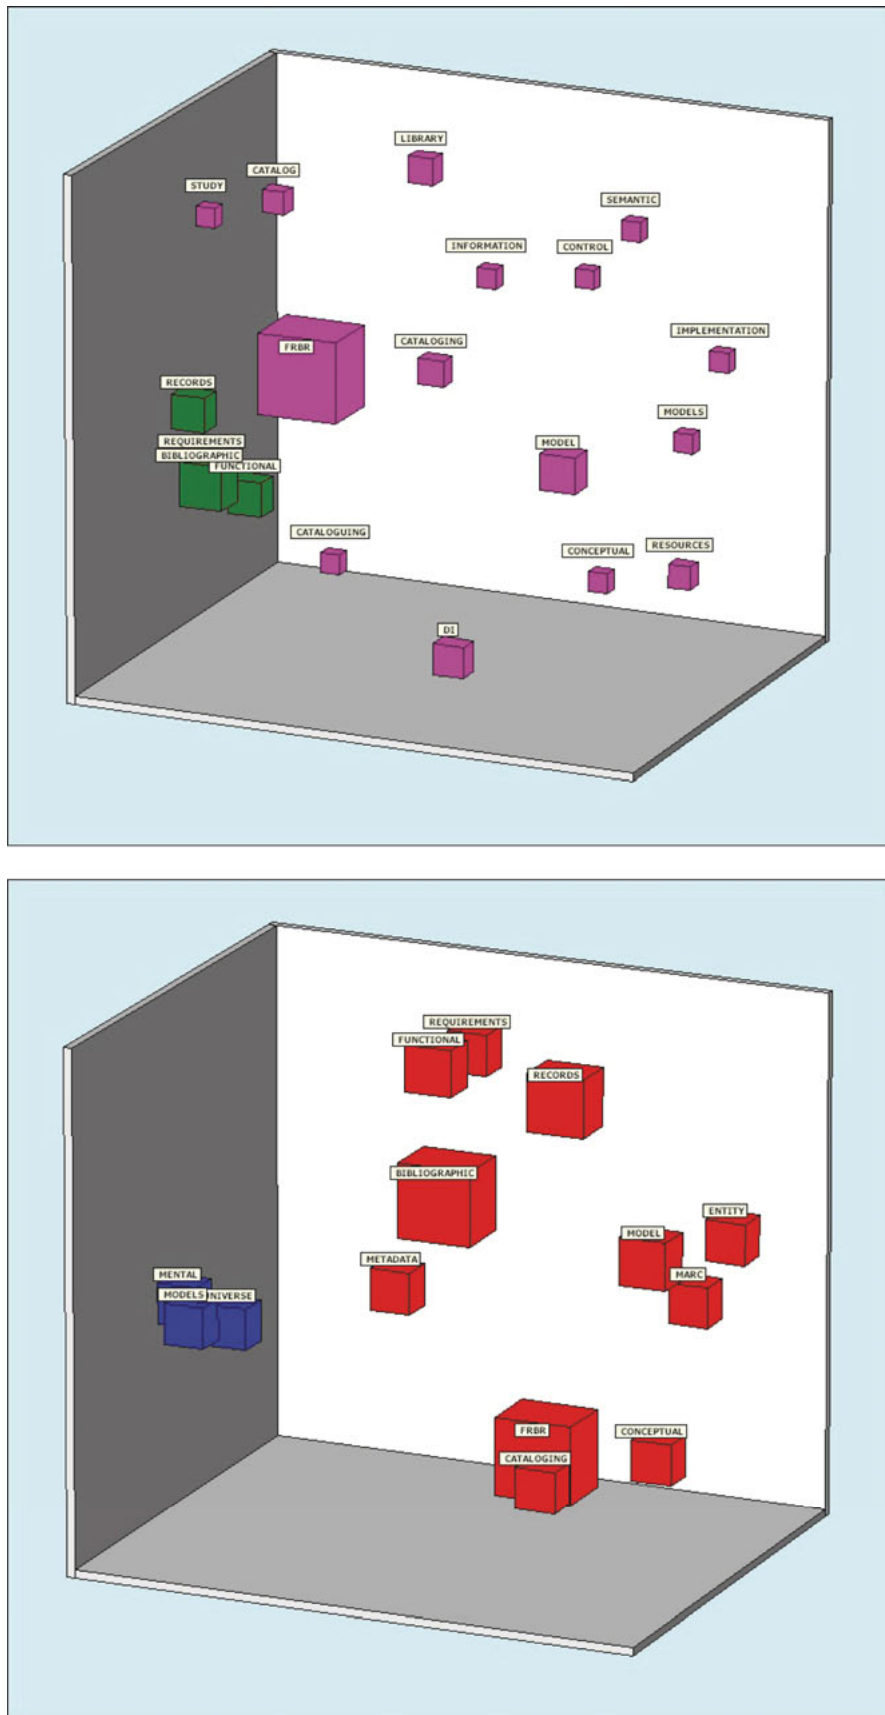 LIBRARY
CATALOG
STUDY
SEMANTIC
INFORMATION
CONTROL
IMPLEMENTATION
FRBR
CATALOGING
RECORDS
MODELS
REQUIREMENTS
MODEL
BIBLIOGRAPHIC
FUNCTIONAL
CATALOGUING
CONCEPTUAL
RESOURCES
DI
REQUIREMENTS
FUNCTIONAL
RECORDS
BIBLIOGRAPHIC
ENTITY
MODEL
METADATA
MENTAL
MARC
MODELS
NIVERSE
FRBR
CONCEPTUAL
CATALOGING